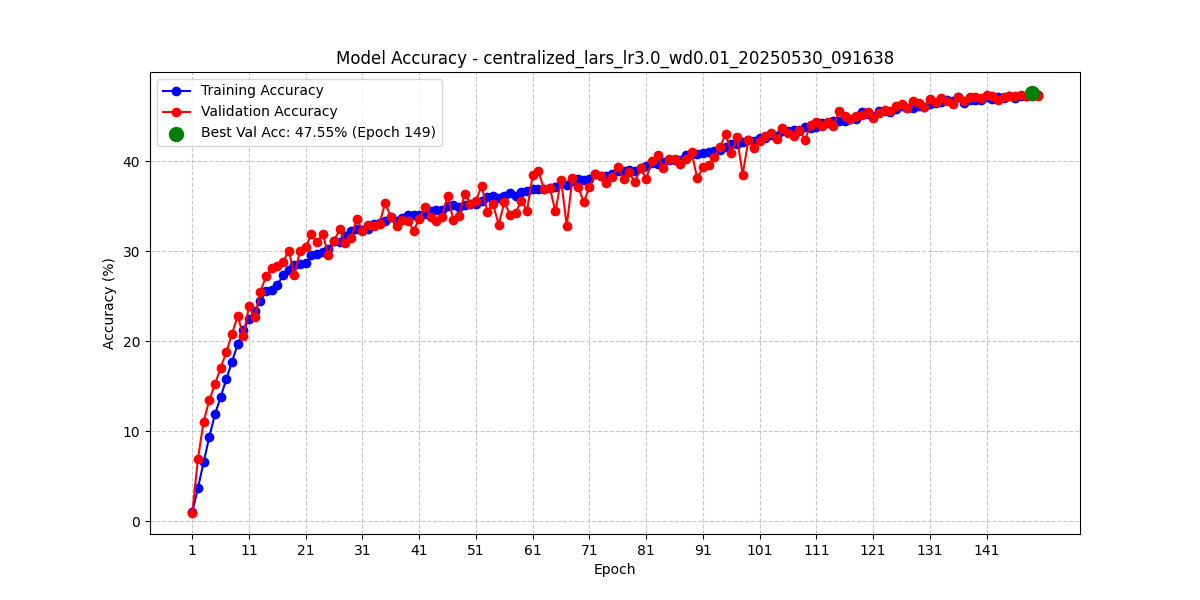 Model Accuracy - centralized_lars_lr3.0_wd0.01_20250530_091638
Training Accuracy
Validation Accuracy
Best Val Acc: 47.55% (Epoch 149)
Accuracy (%)
40
30
20
10
0
1 11 21 31 41 51 61 71 81 91 101 111 121 131 141
Epoch